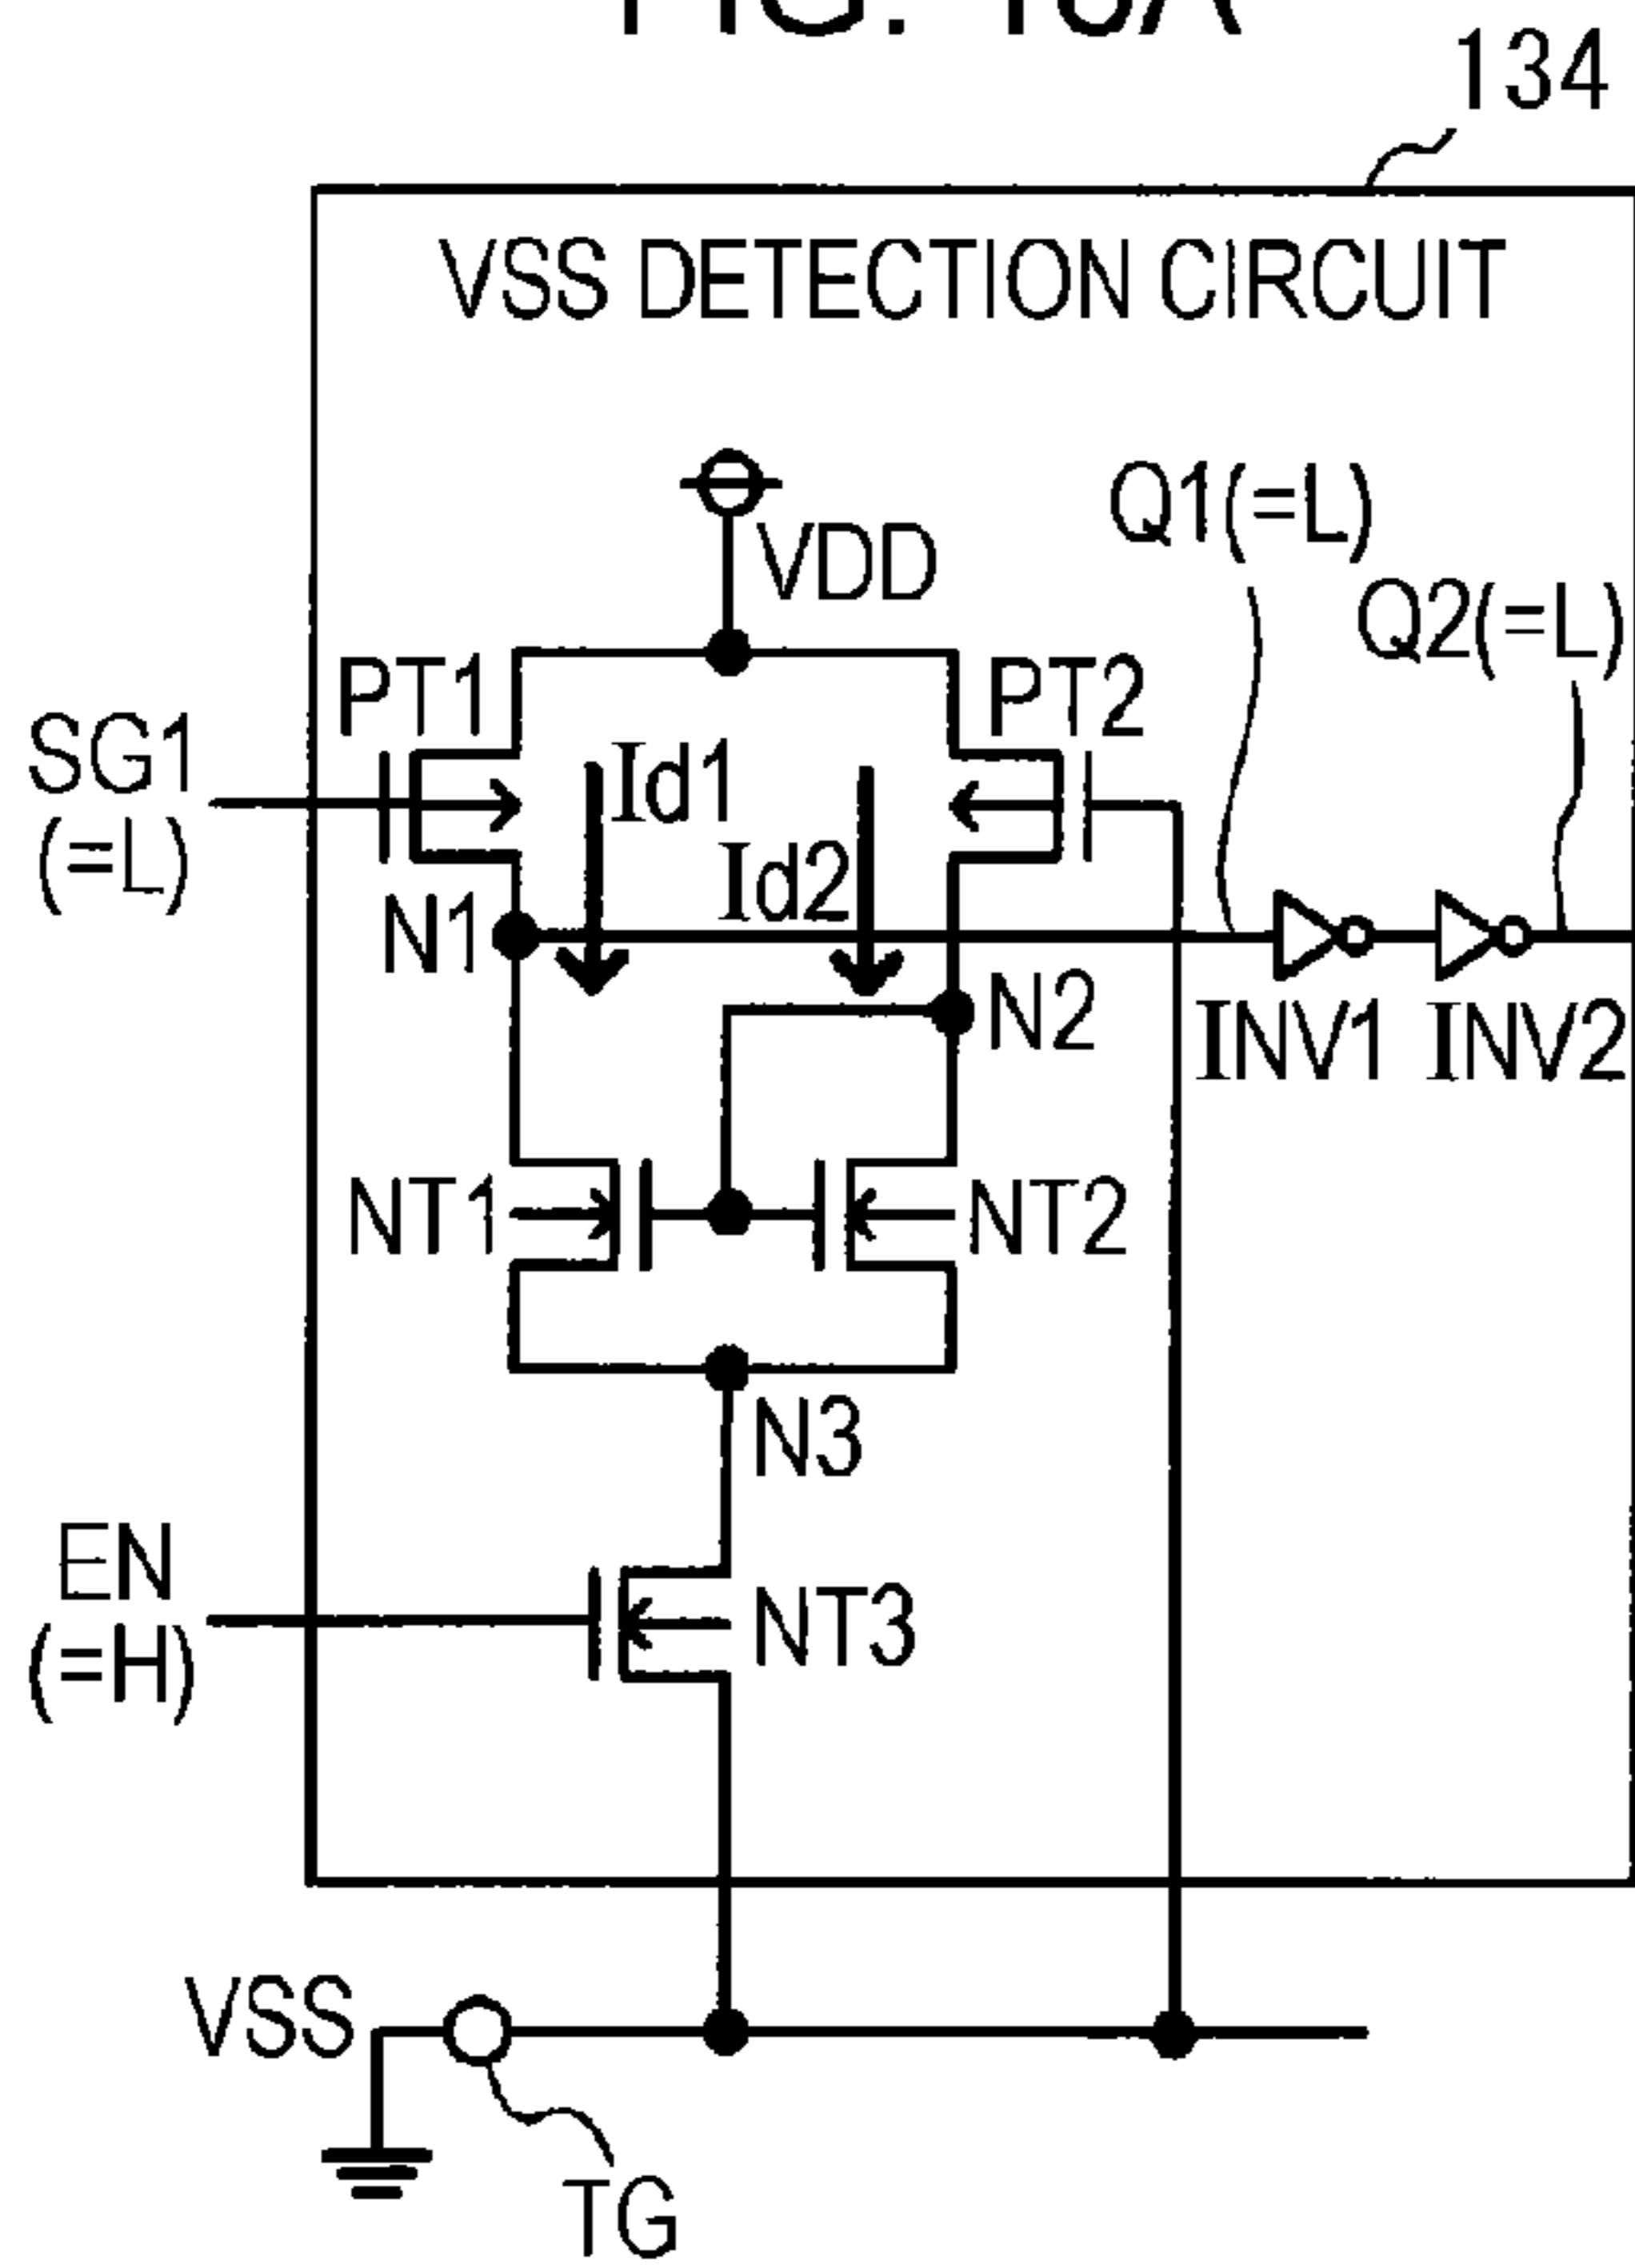 134
VSS DETECTION CIRCUIT
VDD
Q1(=L)
Q2(=L)
PT1
PT2
SG1
(=L)
Id1
Id2
N1
N2
INV1
INV2
NT1
NT2
N3
EN
(=H)
NT3
VSS
TG